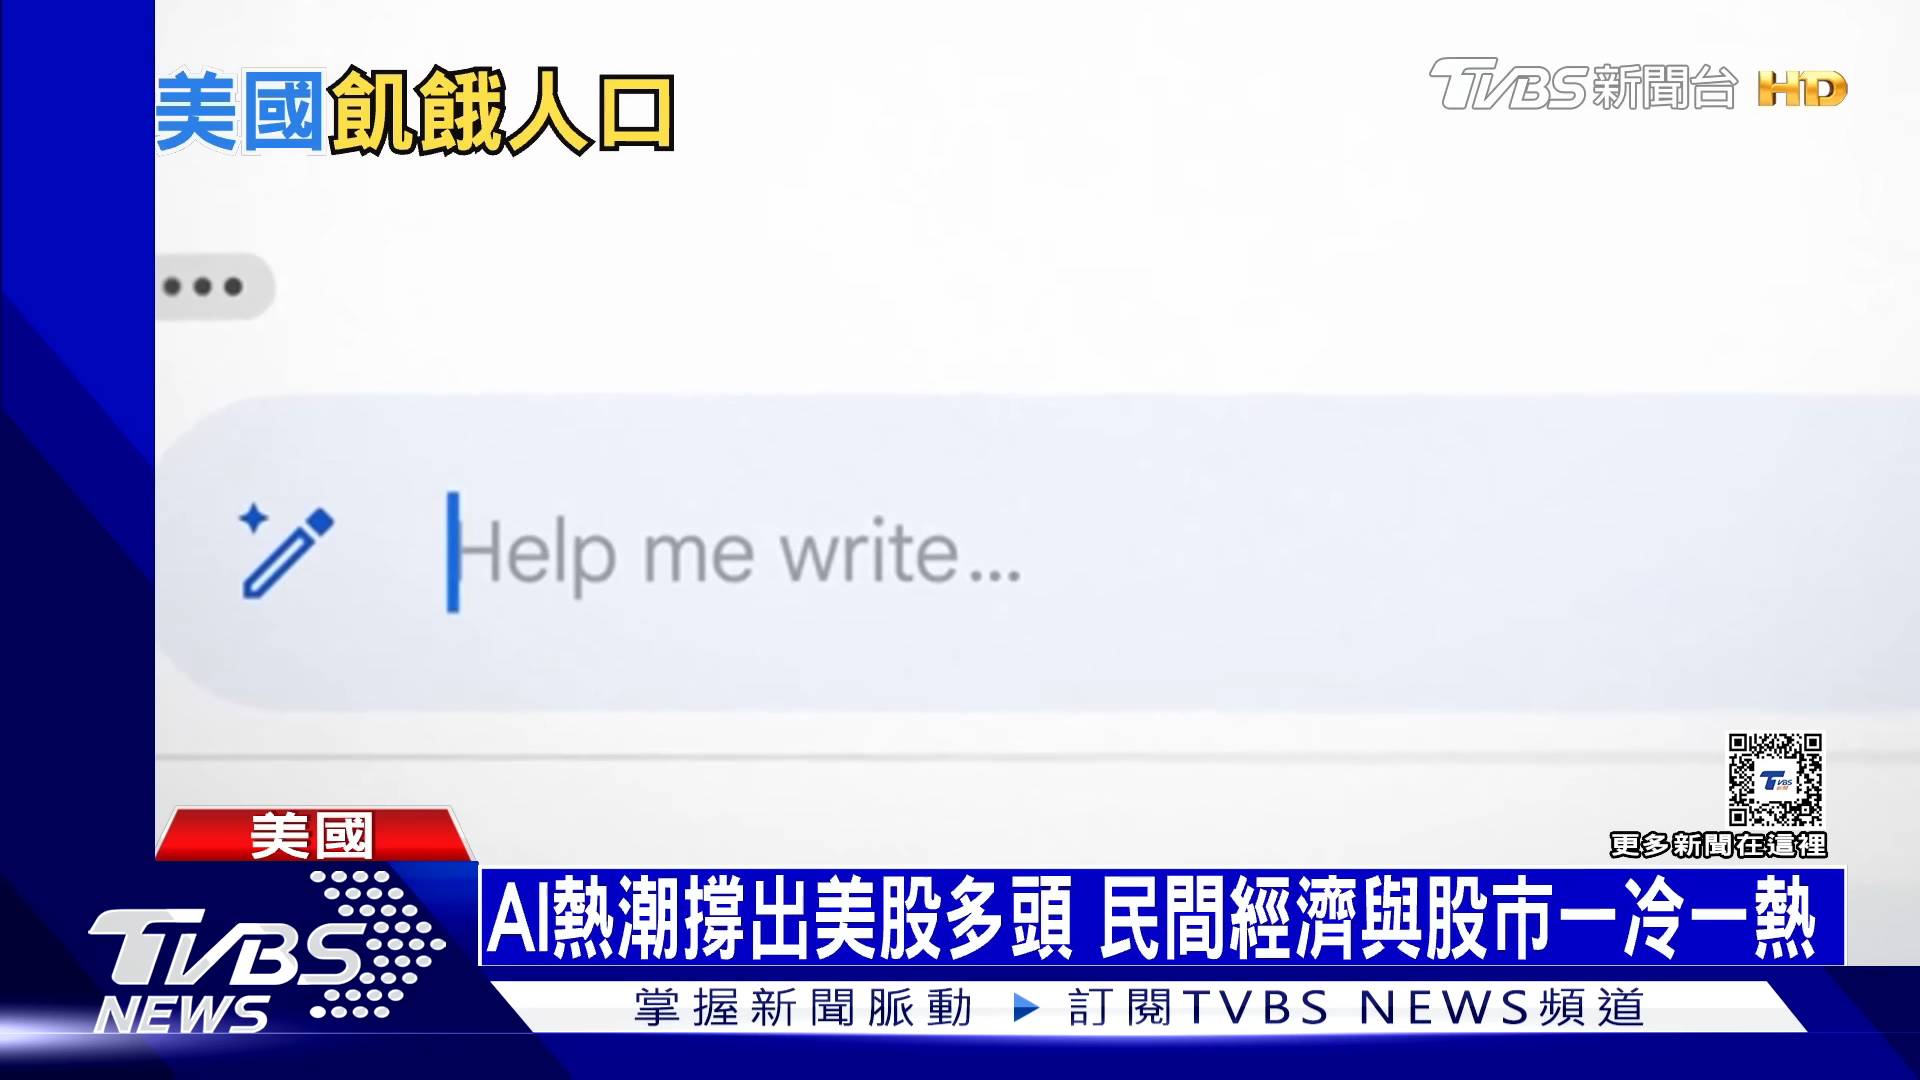 美國飢餓人口
TVBS新聞台 HD
Help me write...
TVBS
更多新聞在這裡
美國
AI熱潮撐出美股多頭 民間經濟與股市一冷一熱
TVBS
NEWS
掌握新聞脈動 ▶ 訂閱TVBS NEWS頻道